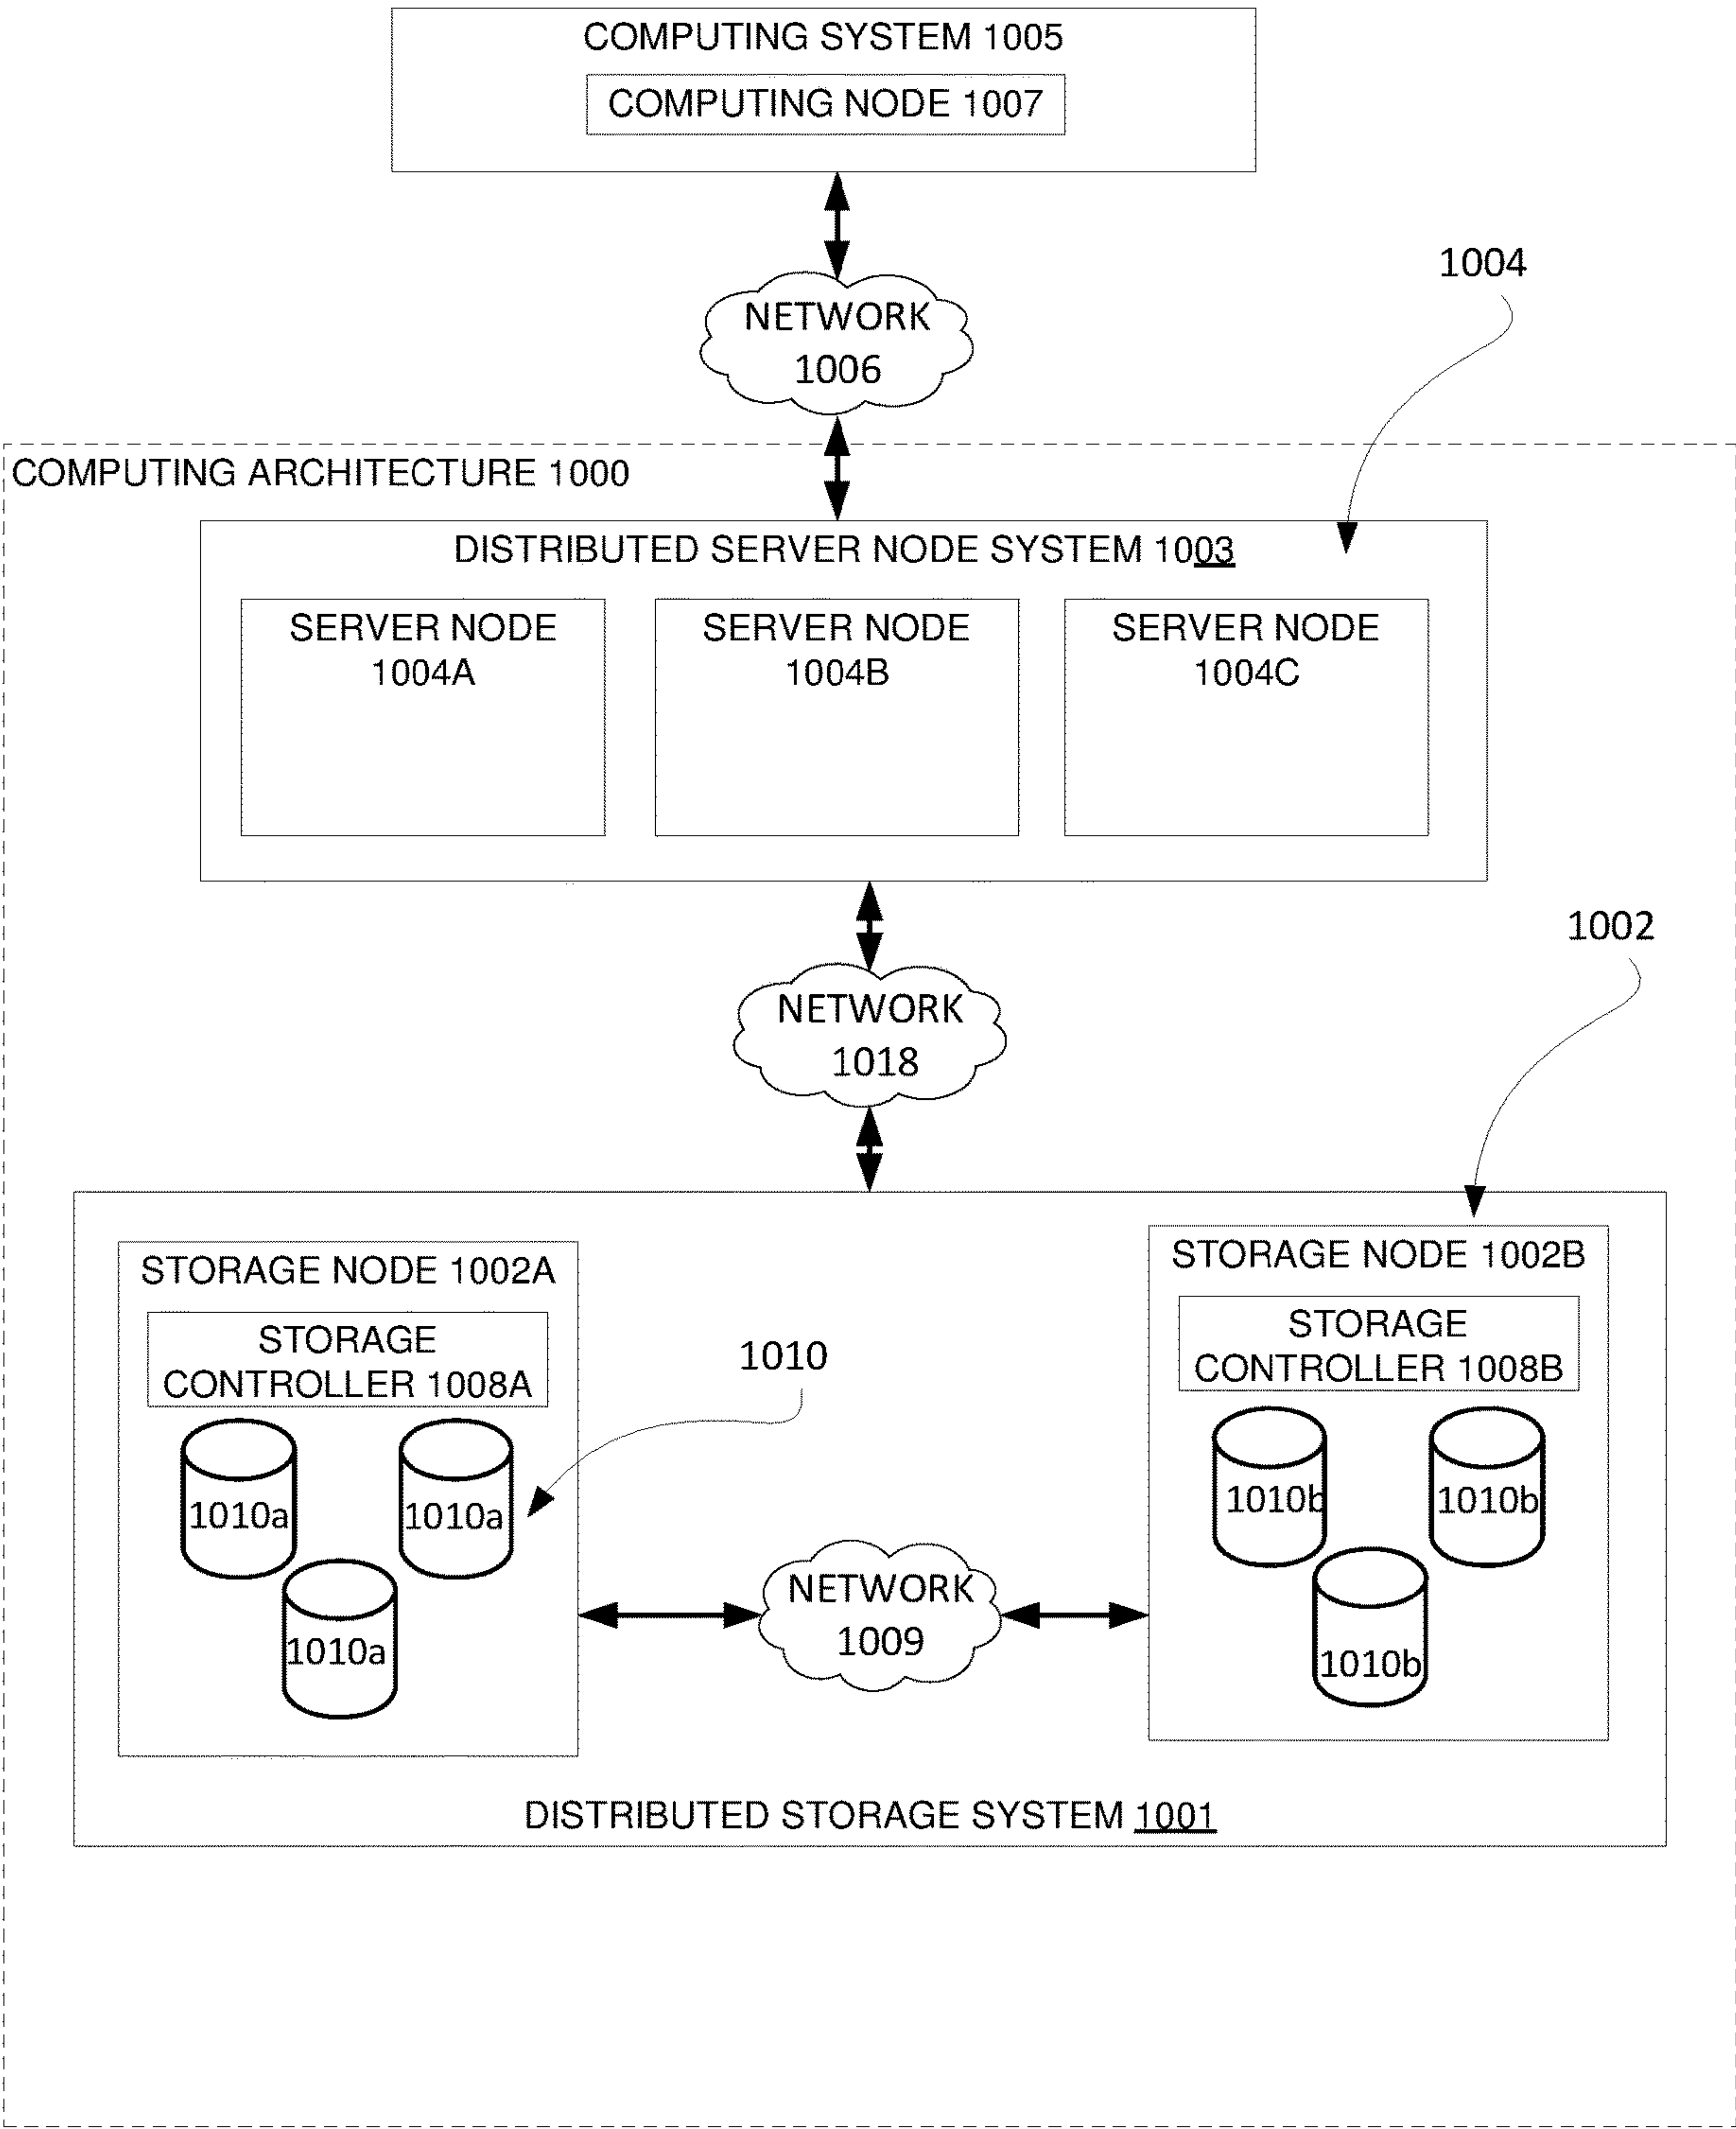 COMPUTING SYSTEM 1005
COMPUTING NODE 1007
NETWORK
1006
1004
COMPUTING ARCHITECTURE 1000
DISTRIBUTED SERVER NODE SYSTEM 1003
SERVER NODE
1004A
SERVER NODE
1004B
SERVER NODE
1004C
1002
NETWORK
1018
STORAGE NODE 1002A
STORAGE
CONTROLLER 1008A
1010a
1010a
1010a
1010
NETWORK
1009
STORAGE NODE 1002B
STORAGE
CONTROLLER 1008B
1010b
1010b
1010b
DISTRIBUTED STORAGE SYSTEM 1001